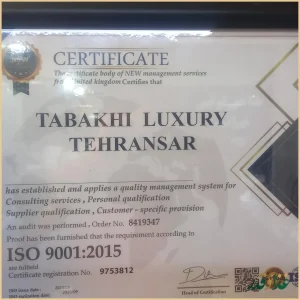 CERTIFICATE
The certificate body of NEW management services
United kingdom Certifies that
TABAKHI LUXURY
TEHRANSAR
has established and applies a quality management system for
Consulting services , Personal qualification
Supplier qualification , Customer - specific provision
An audit was performed , Order No: 8419347
Proof has been furnished that the requirement according to
ISO 9001:2015
are fulfield
Certificate registration No. 9753812